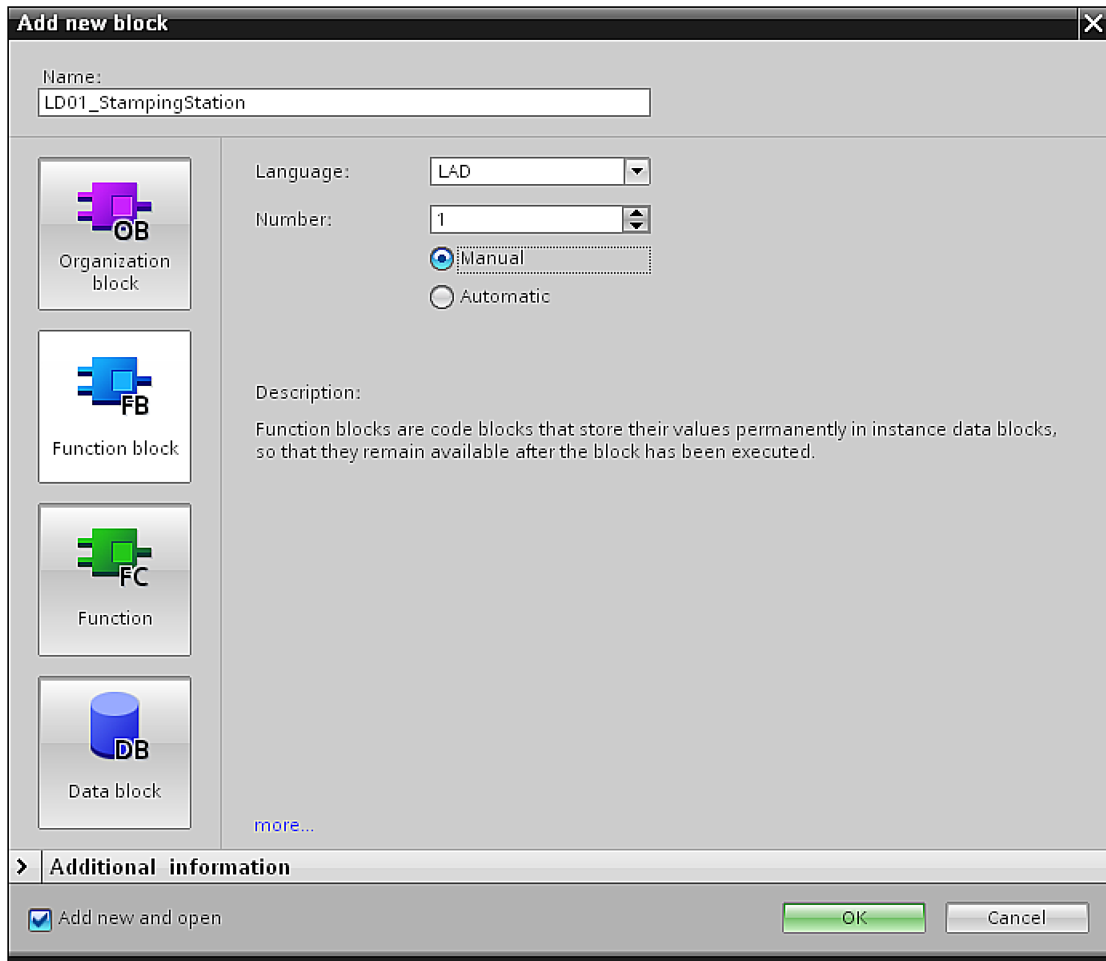 Add new block
Name:
LD01_StampingStation
OB
Organization
block
FB
Function block
FC
Function
DB
Data block
Language:
LAD
Number:
1
Manual
Automatic
Description:
Function blocks are code blocks that store their values permanently in instance data blocks,
so that they remain available after the block has been executed.
more...
Additional information
Add new and open
OK
Cancel